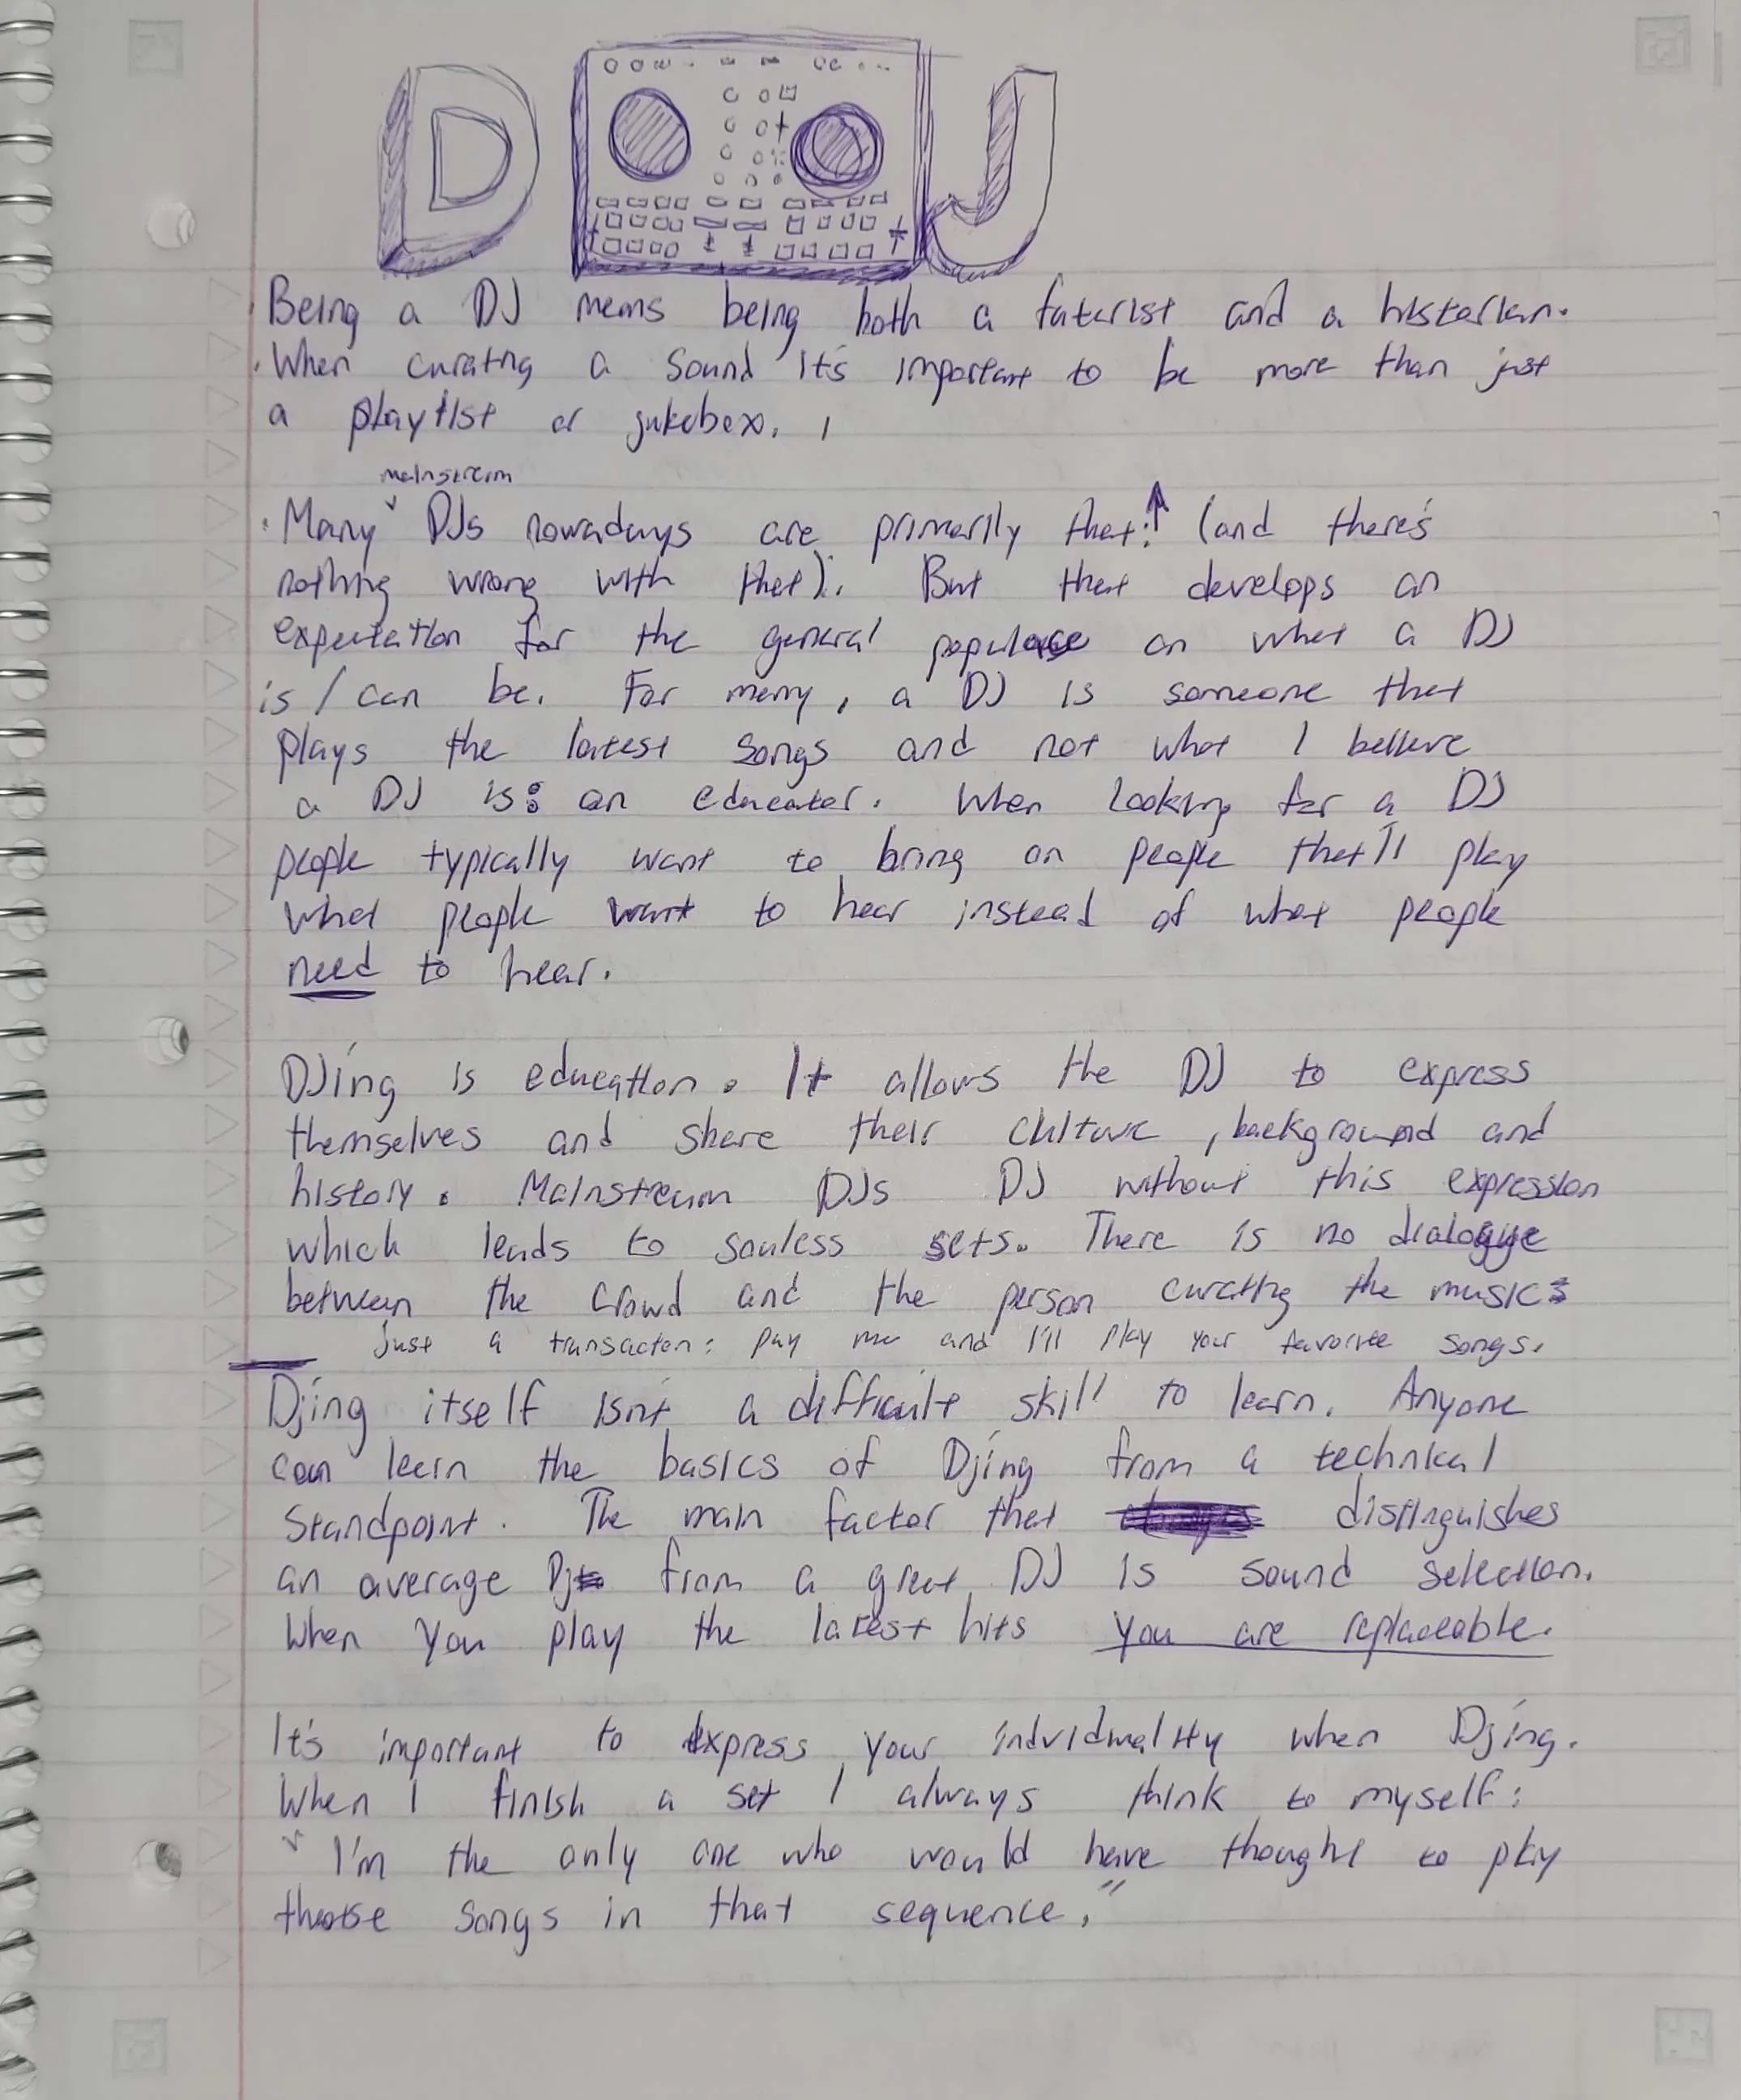 D J
Being a DJ means being both a futurist and a historian.
When curating a sound it's important to be more than just
a playlist or jukebox.
mainstream
Many DJs nowadays are primarily that: (and there's
nothing wrong with that). But that develops an
expectation for the general populace on what a DJ
is / can be. For many, a DJ is someone that
plays the latest songs and not what I believe
a DJ is: an educator. When looking for a DJ
people typically want to bring on people that'll play
what people want to hear instead of what people
need to hear.
DJing is education. It allows the DJ to express
themselves and share their culture, background and
history. Mainstream DJs DJ without this expression
which leads to souless sets. There is no dialogue
between the crowd and the person curating the music:
just a transacton: pay me and I'll play your favorite songs.
Djing itself isnt a difficult skill to learn. Anyone
can learn the basics of Djing from a technical
standpoint. The main factor that distinguishes
an average Dj from a great DJ is sound selection.
When you play the latest hits you are replaceable.
It's important to express your individuality when Djing.
When I finish a set I always think to myself:
"I'm the only one who would have thought to play
those songs in that sequence."